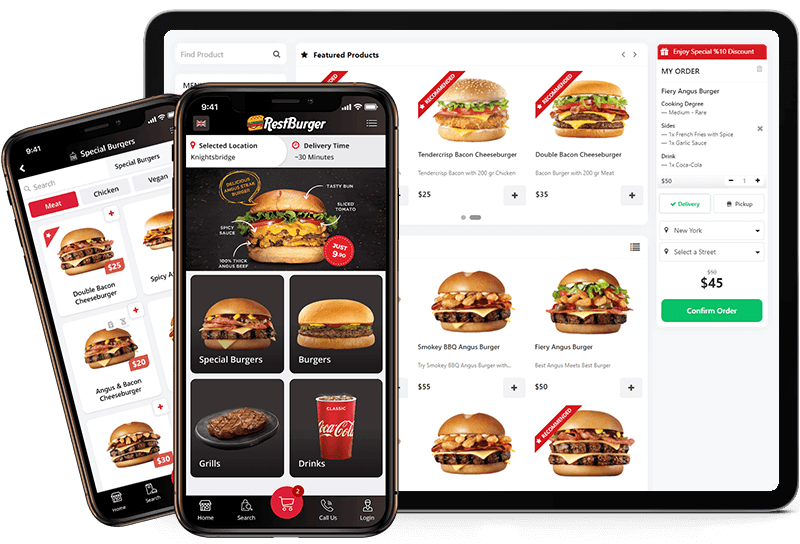 9:41
Special Burgers
Special Burgers
Search
Meat
Chicken
Vegan
$25
Double Bacon
Cheeseburger
Spicy A
$20
Angus & Bacon
Cheeseburger
$30
Home
Search
9:41
RestBurger
Selected Location
Knightsbridge
Delivery Time
~30 Minutes
DELICIOUS
ANGUS STEAK
BURGER
TASTY BUN
SLICED
TOMATO
SPICY
SAUCE
100% THICK
ANGUS BEEF
JUST
9.90
Special Burgers
Burgers
Grills
CLASSIC
Coca-Cola
Drinks
2
Home
Search
Call Us
Login
Find Product
MEN
Featured Products
RECOMMENDED
RECOMMENDED
Tendercrisp Bacon Cheeseburger
Tendercrisp Bacon with 200 gr Chicken
$25
Double Bacon Cheeseburger
Bacon Burger with 200 gr Meat
$35
Smokey BBQ Angus Burger
Try Smokey BBQ Angus Burger with...
$55
Fiery Angus Burger
Best Angus Meets Best Burger
$50
RECOMMENDED
Enjoy Special %10 Discount
MY ORDER
Fiery Angus Burger
Cooking Degree
— Medium - Rare
Sides
— 1x French Fries with Spice
— 1x Garlic Sauce
Drink
— 1x Coca-Cola
$50
− 1 +
Delivery
Pickup
New York
Select a Street
$50
$45
Confirm Order